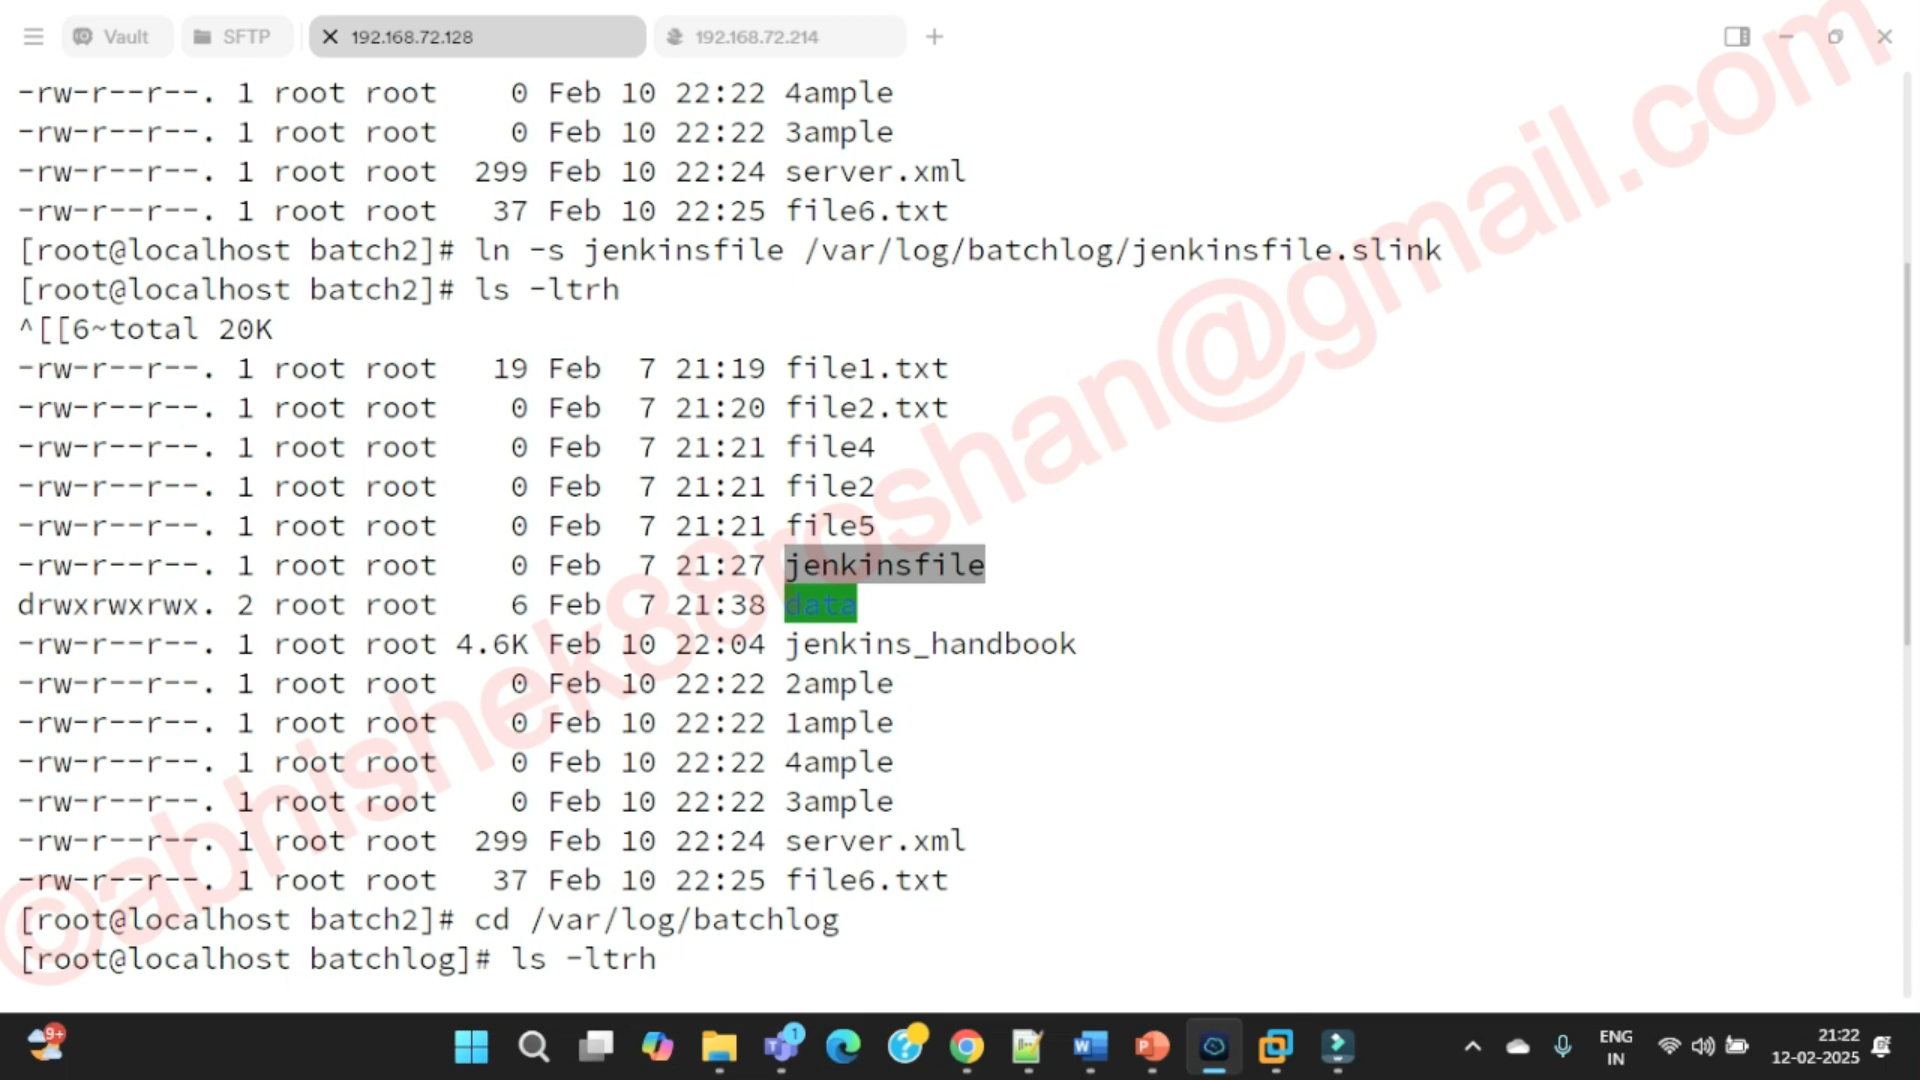 Vault SFTP 192.168.72.128 192.168.72.214
-rw-r--r--. 1 root root 0 Feb 10 22:22 4ample
-rw-r--r--. 1 root root 0 Feb 10 22:22 3ample
-rw-r--r--. 1 root root 299 Feb 10 22:24 server.xml
-rw-r--r--. 1 root root 37 Feb 10 22:25 file6.txt
[root@localhost batch2]# ln -s jenkinsfile /var/log/batchlog/jenkinsfile.slink
[root@localhost batch2]# ls -ltrh
^[[6~total 20K
-rw-r--r--. 1 root root 19 Feb 7 21:19 file1.txt
-rw-r--r--. 1 root root 0 Feb 7 21:20 file2.txt
-rw-r--r--. 1 root root 0 Feb 7 21:21 file4
-rw-r--r--. 1 root root 0 Feb 7 21:21 file2
-rw-r--r--. 1 root root 0 Feb 7 21:21 file5
-rw-r--r--. 1 root root 0 Feb 7 21:27 jenkinsfile
drwxrwxrwx. 2 root root 6 Feb 7 21:38 data
-rw-r--r--. 1 root root 4.6K Feb 10 22:04 jenkins_handbook
-rw-r--r--. 1 root root 0 Feb 10 22:22 2ample
-rw-r--r--. 1 root root 0 Feb 10 22:22 1ample
-rw-r--r--. 1 root root 0 Feb 10 22:22 4ample
-rw-r--r--. 1 root root 0 Feb 10 22:22 3ample
-rw-r--r--. 1 root root 299 Feb 10 22:24 server.xml
-rw-r--r--. 1 root root 37 Feb 10 22:25 file6.txt
[root@localhost batch2]# cd /var/log/batchlog
[root@localhost batchlog]# ls -ltrh
©abhishek88roshan@gmail.com
9+
1
ENG
IN
21:22
12-02-2025